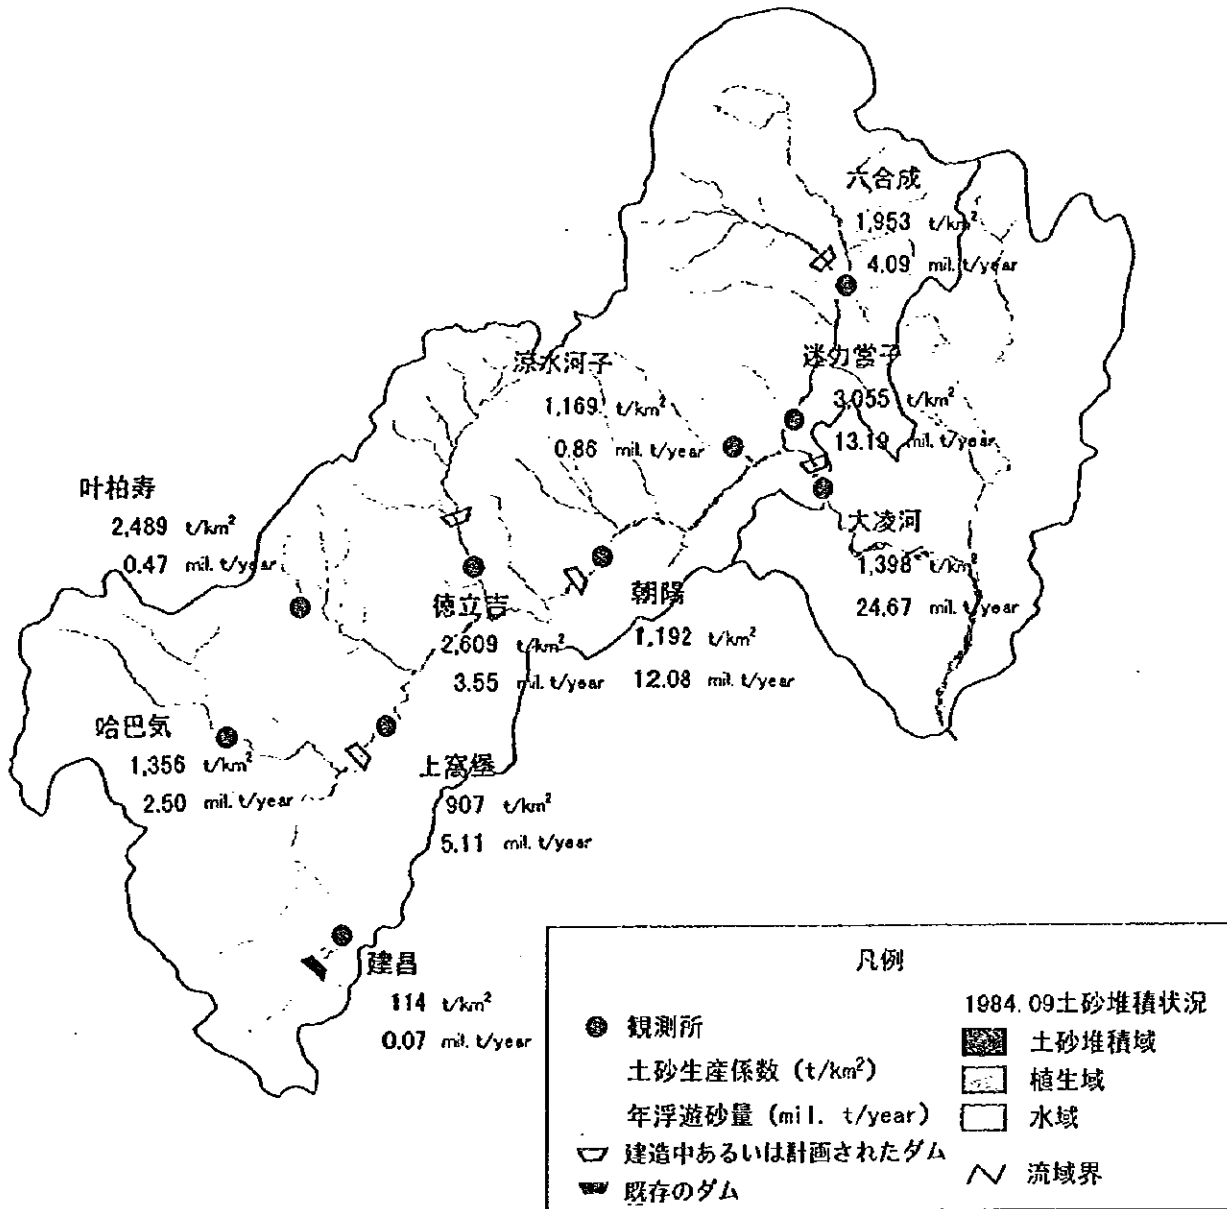 六合成
1,953 t/km²
4.09 mil. t/year
迷力営子
3,055 t/km²
13.19 mil. t/year
涼水河子
1,169 t/km²
0.86 mil. t/year
叶柏寿
2,489 t/km²
0.47 mil. t/year
大凌河
1,398 t/km²
24.67 mil. t/year
徳立吉
2,609 t/km²
3.55 mil. t/year
朝陽
1,192 t/km²
12.08 mil. t/year
哈巴気
1,356 t/km²
2.50 mil. t/year
上窩堡
907 t/km²
5.11 mil. t/year
建昌
114 t/km²
0.07 mil. t/year
凡例
観測所
土砂生産係数 (t/km²)
年浮遊砂量 (mil. t/year)
建造中あるいは計画されたダム
既存のダム
1984.09土砂堆積状況
土砂堆積域
植生域
水域
流域界